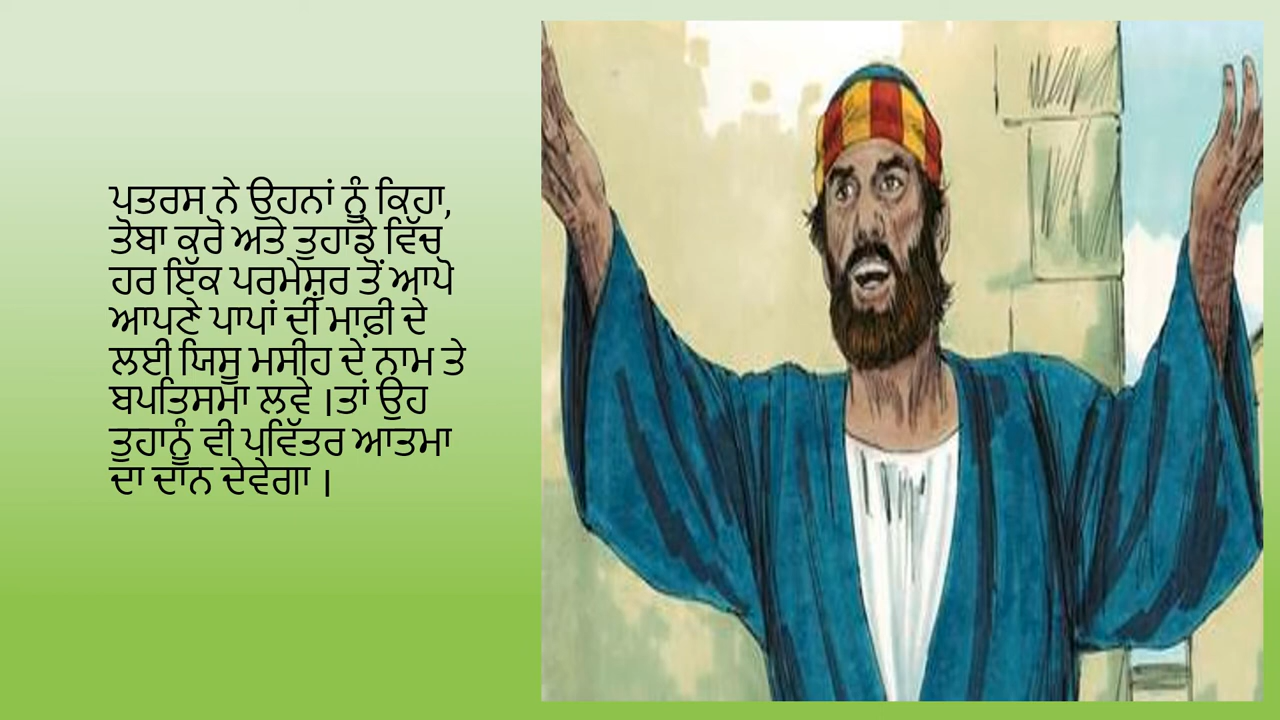 ਪਤਰਸ ਨੇ ਉਹਨਾਂ ਨੂੰ ਕਿਹਾ,
ਤੋਬਾ ਕਰੋ ਅਤੇ ਤੁਹਾਡੇ ਵਿੱਚ
ਹਰ ਇੱਕ ਪਰਮੇਸ਼ੁਰ ਤੋਂ ਆਪੋ
ਆਪਣੇ ਪਾਪਾਂ ਦੀ ਮਾਫ਼ੀ ਦੇ
ਲਈ ਯਿਸੂ ਮਸੀਹ ਦੇ ਨਾਮ ਤੇ
ਬਪਤਿਸਮਾ ਲਵੇ ।ਤਾਂ ਉਹ
ਤੁਹਾਨੂੰ ਵੀ ਪਵਿੱਤਰ ਆਤਮਾ
ਦਾ ਦਾਨ ਦੇਵੇਗਾ ।